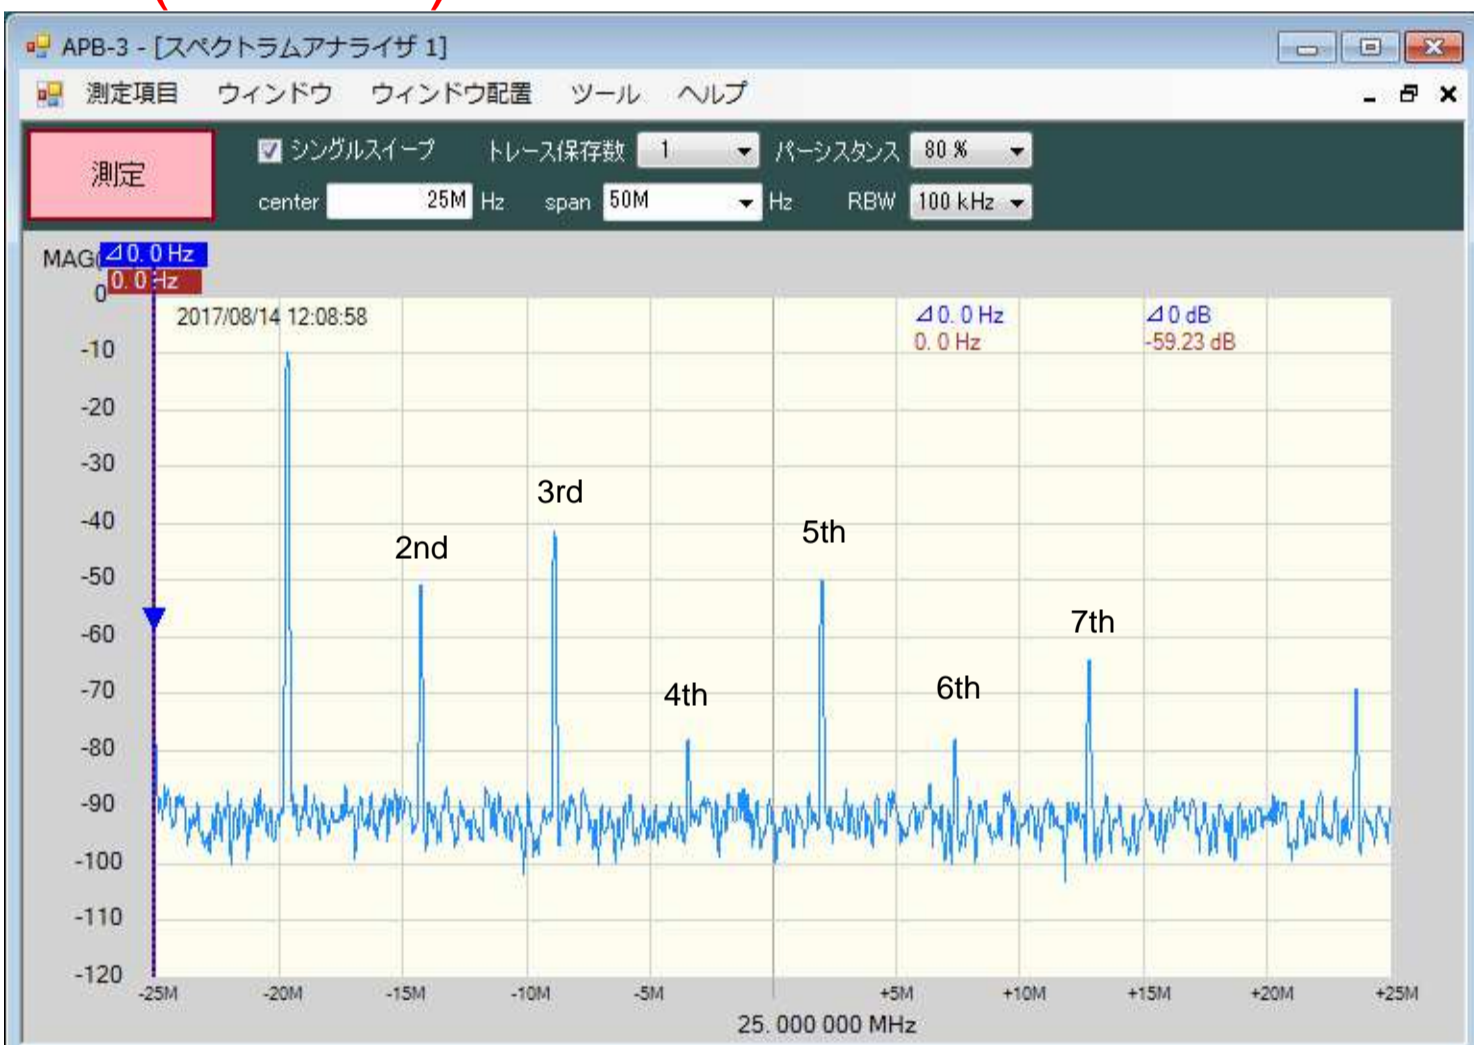 APB-3 - [スペクトラムアナライザ 1]
測定項目 ウィンドウ ウィンドウ配置 ツール ヘルプ
測定
シングルスイープ トレース保存数 1 パーシスタンス 80 %
center 25M Hz span 50M Hz RBW 100 kHz
MAG(
⊿0. 0 Hz
0. 0 Hz
0
2017/08/14 12:08:58
⊿0. 0 Hz ⊿0 dB
0. 0 Hz -59.23 dB
-10
-20
-30
3rd
-40
2nd
5th
-50
-60
7th
-70
4th
6th
-80
-90
-100
-110
-120
-25M -20M -15M -10M -5M +5M +10M +15M +20M +25M
25. 000 000 MHz